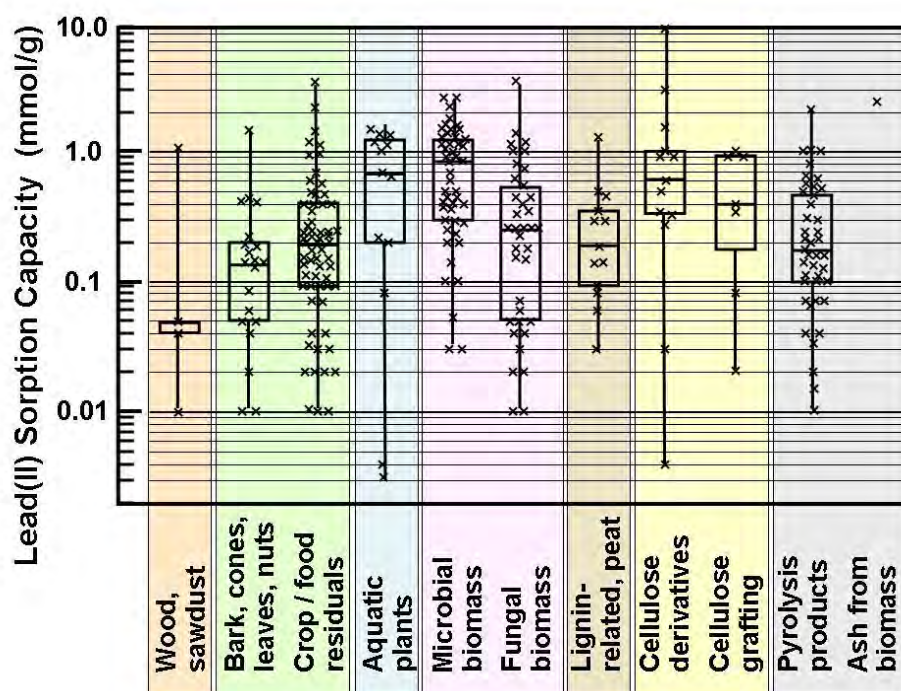 Lead(II) Sorption Capacity (mmol/g)
10.0
1.0
0.1
0.01
Wood,
sawdust
Bark, cones,
leaves, nuts
Crop / food
residuals
Aquatic
plants
Microbial
biomass
Fungal
biomass
Lignin-
related, peat
Cellulose
derivatives
Cellulose
grafting
Pyrolysis
products
Ash from
biomass